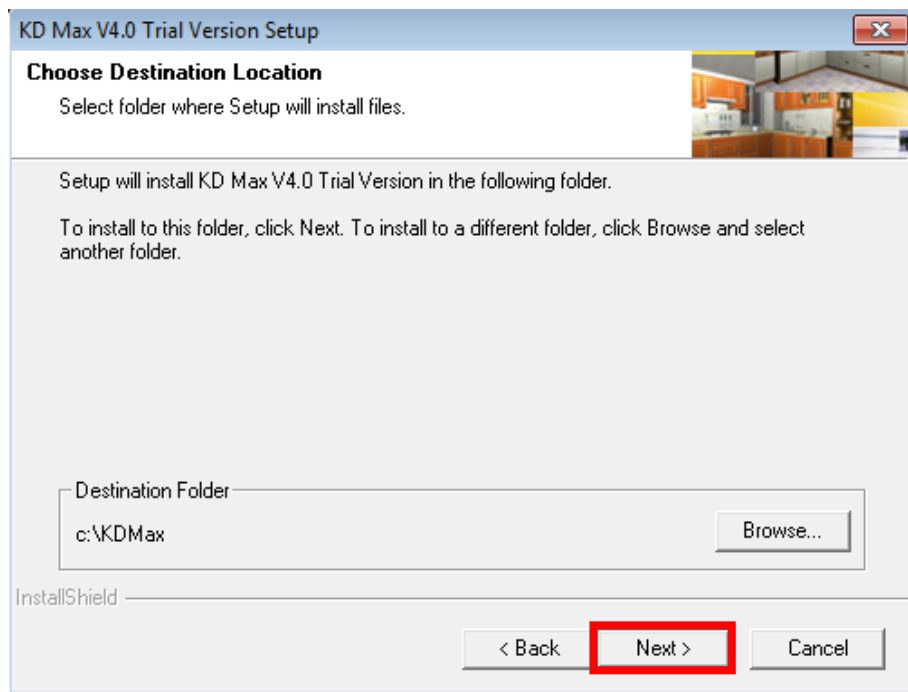 KD Max V4.0 Trial Version Setup
Choose Destination Location
Select folder where Setup will install files.
Setup will install KD Max V4.0 Trial Version in the following folder.
To install to this folder, click Next. To install to a different folder, click Browse and select
another folder.
Destination Folder
c:\KDMax
Browse...
InstallShield
< Back
Next >
Cancel